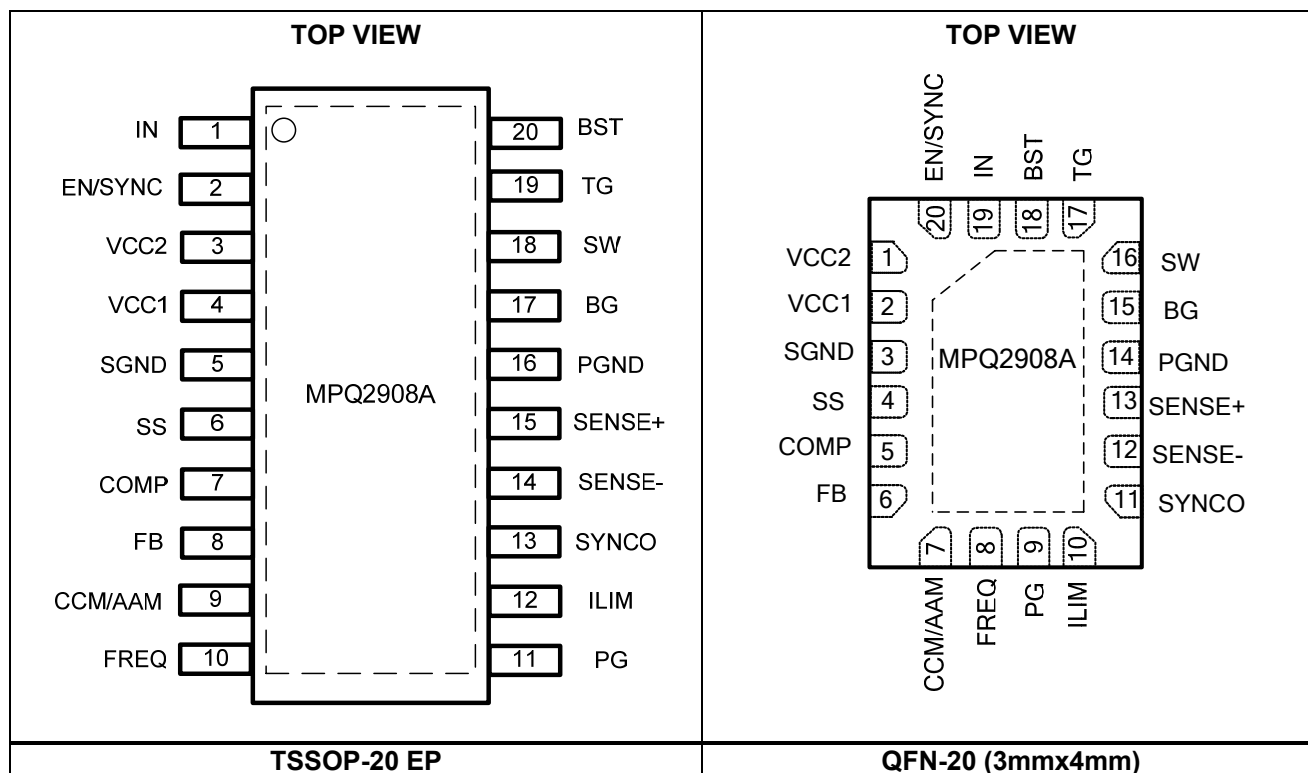 TOP VIEW
IN 1
EN/SYNC 2
VCC2 3
VCC1 4
SGND 5
SS 6
COMP 7
FB 8
CCM/AAM 9
FREQ 10
MPQ2908A
20 BST
19 TG
18 SW
17 BG
16 PGND
15 SENSE+
14 SENSE-
13 SYNCO
12 ILIM
11 PG
TSSOP-20 EP
TOP VIEW
EN/SYNC 20
IN 19
BST 18
TG 17
VCC2 1
VCC1 2
SGND 3
SS 4
COMP 5
FB 6
MPQ2908A
16 SW
15 BG
14 PGND
13 SENSE+
12 SENSE-
11 SYNCO
7 CCM/AAM
8 FREQ
9 PG
10 ILIM
QFN-20 (3mmx4mm)